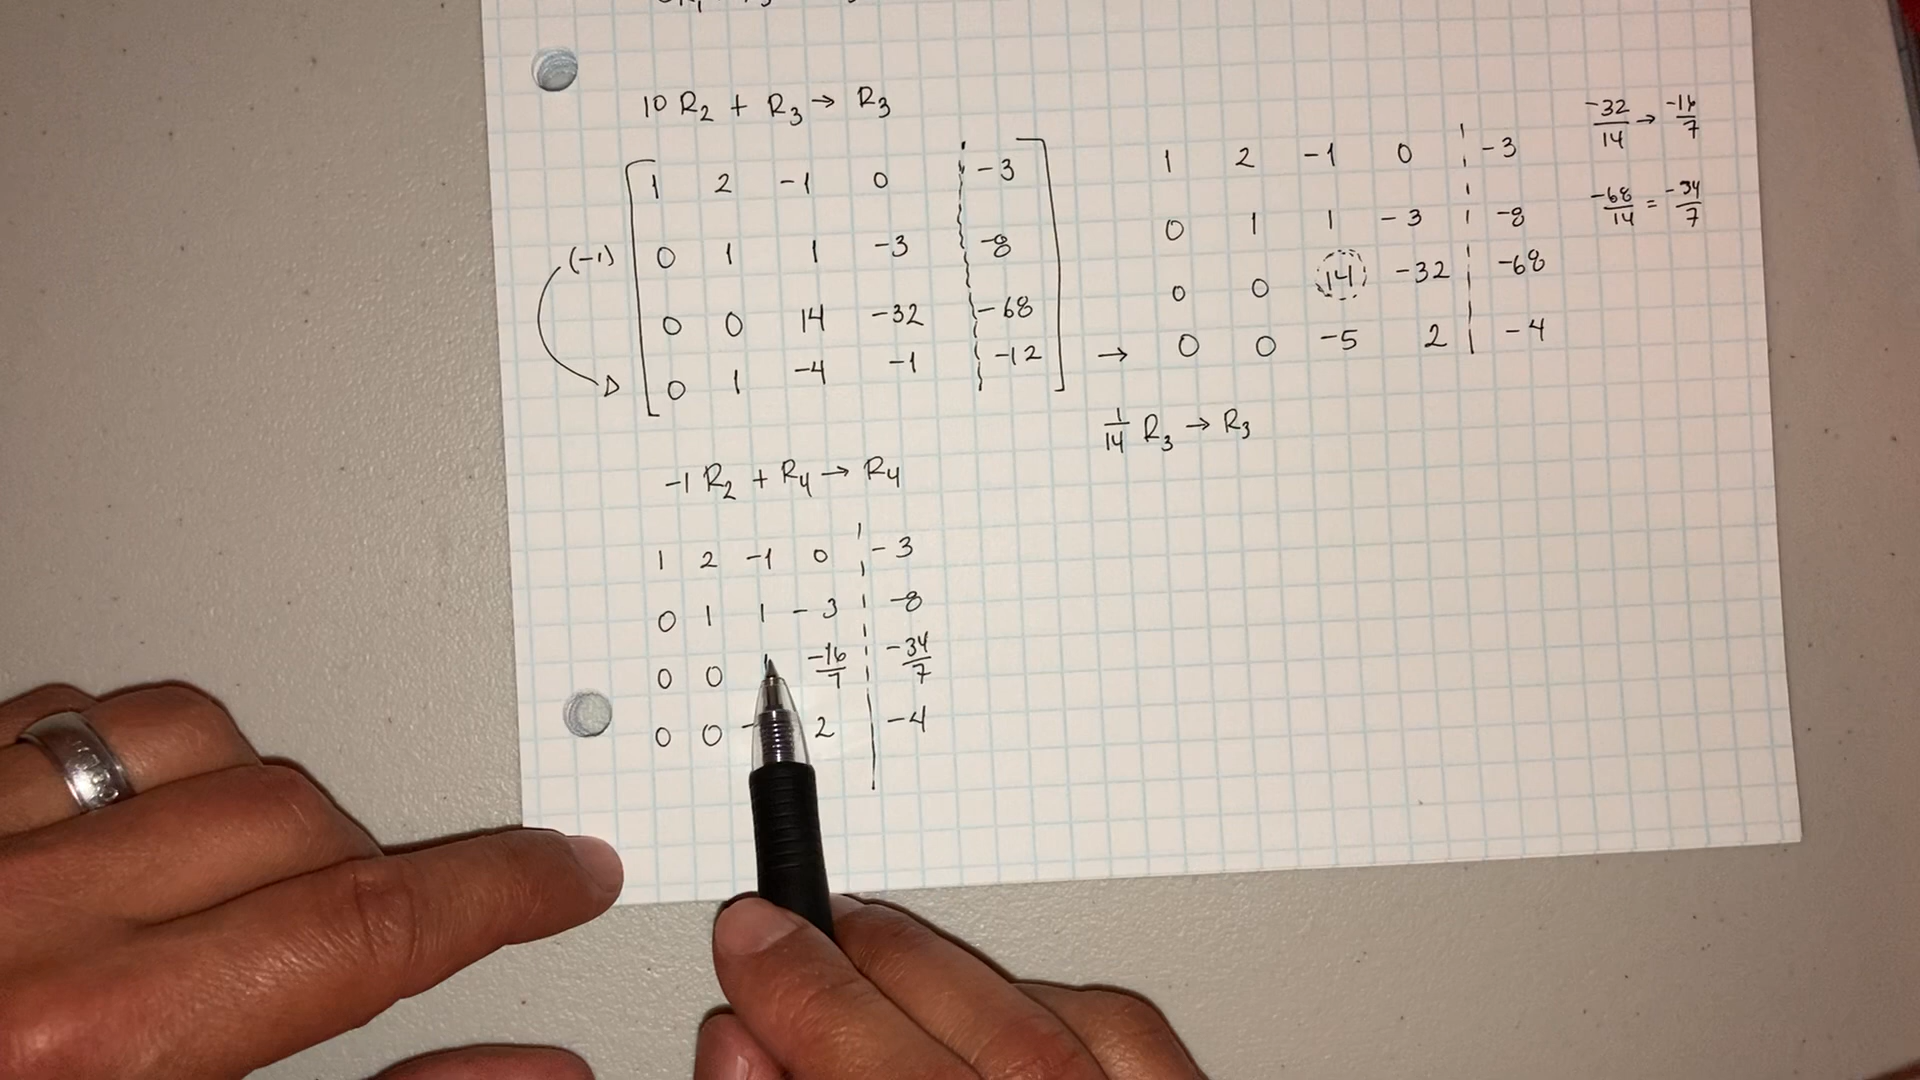 10 R₂ + R₃ → R₃
1 2 -1 0 -3
(-1) 0 1 1 -3 -8
0 0 14 -32 -68
0 1 -4 -1 -12
-1 R₂ + R₄ → R₄
1 2 -1 0 -3
0 1 1 -3 -8
0 0 1 -16/7 -34/7
0 0 - 2 -4
1 2 -1 0 -3
0 1 1 -3 -8
0 0 14 -32 -68
→ 0 0 -5 2 -4
1/14 R₃ → R₃
-32/14 → -16/7
-68/14 = -34/7